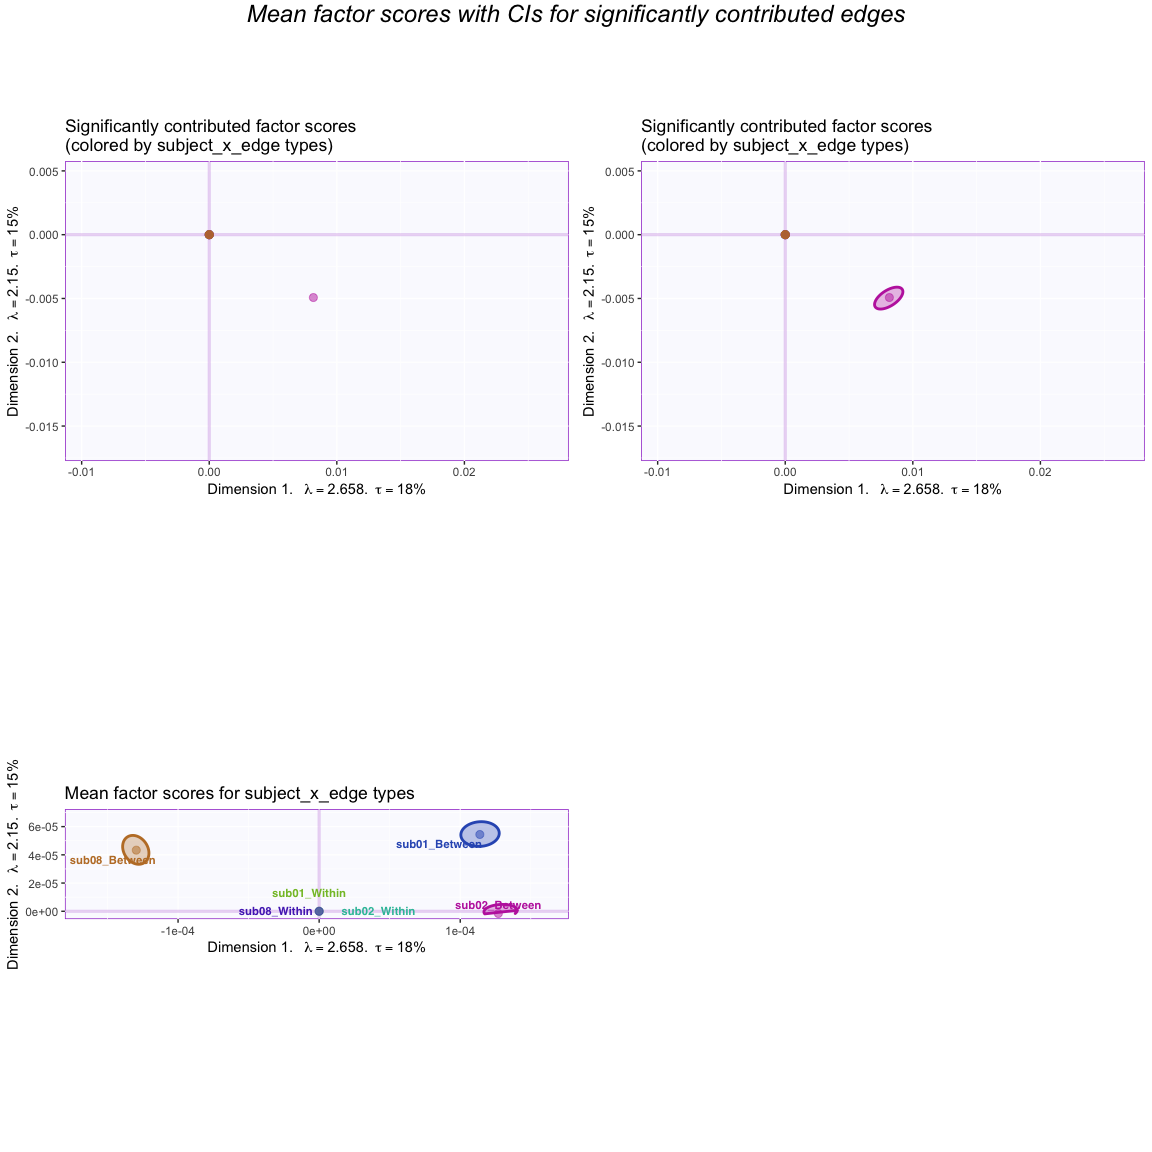 Mean factor scores with CIs for significantly contributed edges
Significantly contributed factor scores
(colored by subject_x_edge types)
0.005
0.000
-0.005
-0.010
-0.015
-0.01
0.00
0.01
0.02
Dimension 1. λ = 2.658. τ = 18%
Dimension 2. λ = 2.15. τ = 15%
Significantly contributed factor scores
(colored by subject_x_edge types)
0.005
0.000
-0.005
-0.010
-0.015
-0.01
0.00
0.01
0.02
Dimension 1. λ = 2.658. τ = 18%
Dimension 2. λ = 2.15. τ = 15%
Mean factor scores for subject_x_edge types
6e-05
4e-05
2e-05
0e+00
sub08_Between
sub01_Between
sub01_Within
sub08_Within
sub02_Within
sub02_Between
-1e-04
0e+00
1e-04
Dimension 1. λ = 2.658. τ = 18%
Dimension 2. λ = 2.15. τ = 15%